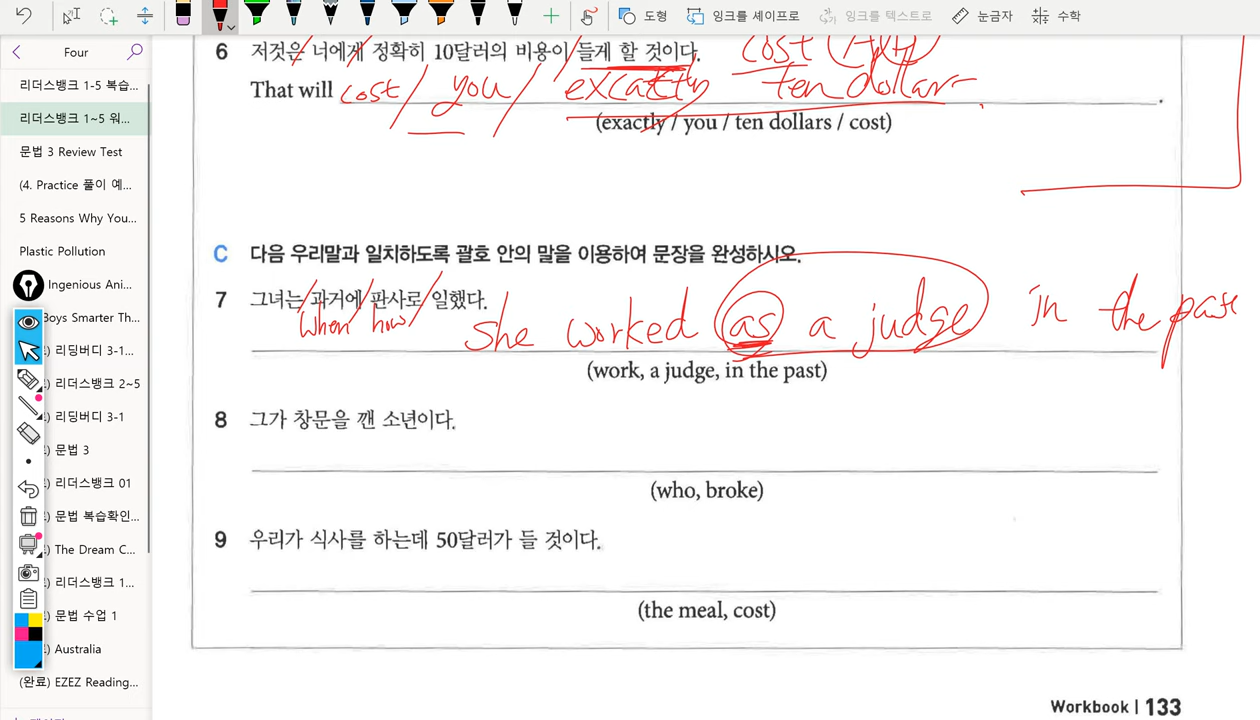 도형
잉크를 셰이프로
잉크를 텍스트로
눈금자
수학
Four
리더스뱅크 1-5 복습...
리더스뱅크 1~5 워...
문법 3 Review Test
(4. Practice 풀이 예...
5 Reasons Why You...
Plastic Pollution
Ingenious Ani...
Boys Smarter Th...
) 리딩버디 3-1...
) 리더스뱅크 2~5
) 리딩버디 3-1
) 문법 3
) 리더스뱅크 01
) 문법 복습확인...
) The Dream C...
) 리더스뱅크 1...
) 문법 수업 1
) Australia
(완료) EZEZ Reading...
6 저것은 너에게 정확히 10달러의 비용이 들게 할 것이다. cost
That will cost / you / excatly ten dollars.
(exactly / you / ten dollars / cost)
C 다음 우리말과 일치하도록 괄호 안의 말을 이용하여 문장을 완성하시오.
7 그녀는 과거에 판사로 일했다.
when how she worked as a judge in the past
(work, a judge, in the past)
8 그가 창문을 깬 소년이다.
(who, broke)
9 우리가 식사를 하는데 50달러가 들 것이다.
(the meal, cost)
Workbook | 133